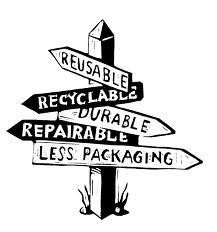 REUSABLE
RECYCLABLE
DURABLE
REPAIRABLE
LESS PACKAGING